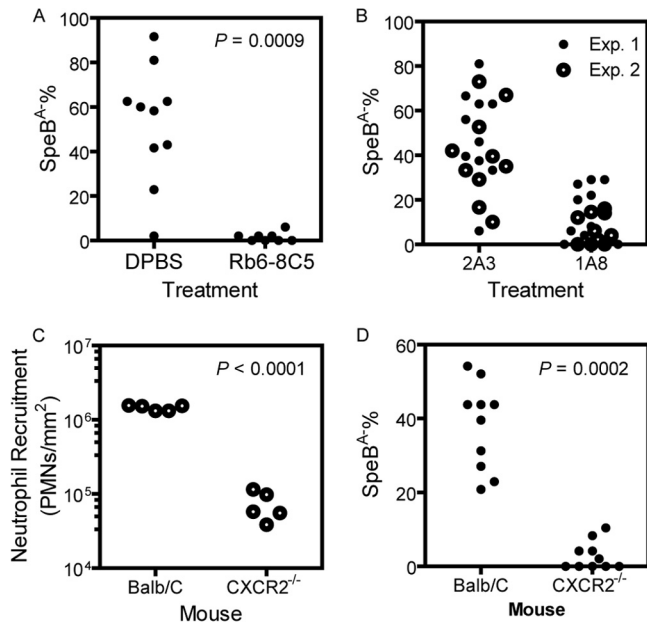 A
P = 0.0009
100
80
60
40
20
0
SpeB^A-%
DPBS
Rb6-8C5
Treatment
B
Exp. 1
Exp. 2
100
80
60
40
20
0
SpeB^A-%
2A3
1A8
Treatment
C
P < 0.0001
10^7
10^6
10^5
10^4
Neutrophil Recruitment
(PMNs/mm²)
Balb/C
CXCR2^-/-
Mouse
D
P = 0.0002
60
40
20
0
SpeB^A-%
Balb/C
CXCR2^-/-
Mouse